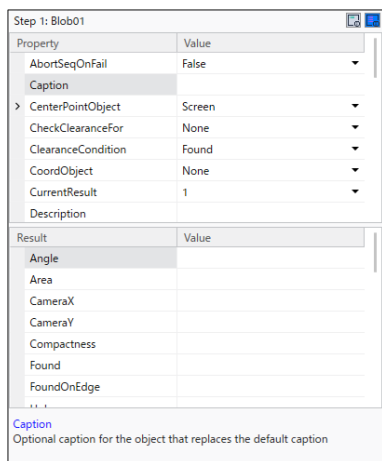 Step 1: Blob01
Property Value
AbortSeqOnFail False
Caption
CenterPointObject Screen
CheckClearanceFor None
ClearanceCondition Found
CoordObject None
CurrentResult 1
Description
Result Value
Angle
Area
CameraX
CameraY
Compactness
Found
FoundOnEdge
Caption
Optional caption for the object that replaces the default caption